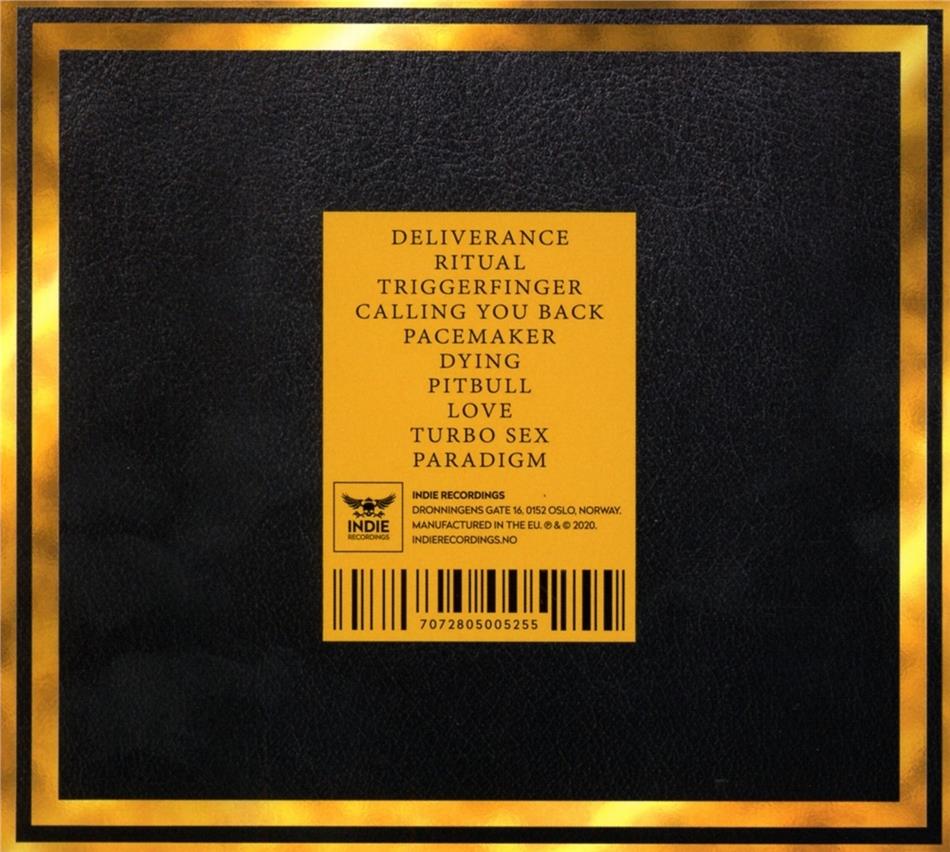 DELIVERANCE
RITUAL
TRIGGERFINGER
CALLING YOU BACK
PACEMAKER
DYING
PITBULL
LOVE
TURBO SEX
PARADIGM
INDIE
RECORDINGS
INDIE RECORDINGS
DRONNINGENS GATE 16, 0152 OSLO, NORWAY.
MANUFACTURED IN THE EU. ℗ & © 2020.
INDIERECORDINGS.NO
7072805005255